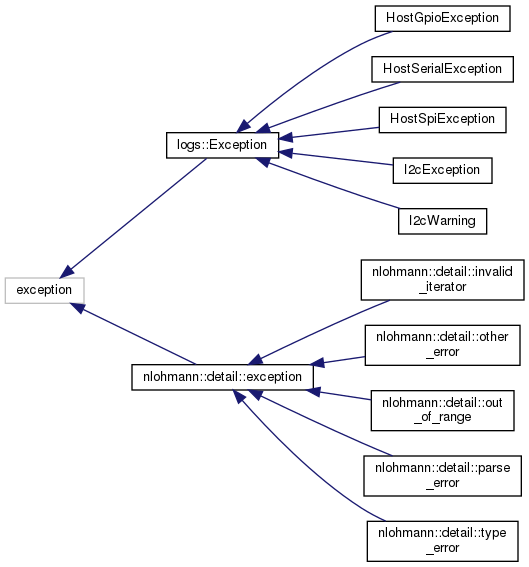 HostGpioException
HostSerialException
HostSpiException
logs::Exception
I2cException
I2cWarning
exception
nlohmann::detail::invalid
_iterator
nlohmann::detail::other
_error
nlohmann::detail::exception
nlohmann::detail::out
_of_range
nlohmann::detail::parse
_error
nlohmann::detail::type
_error